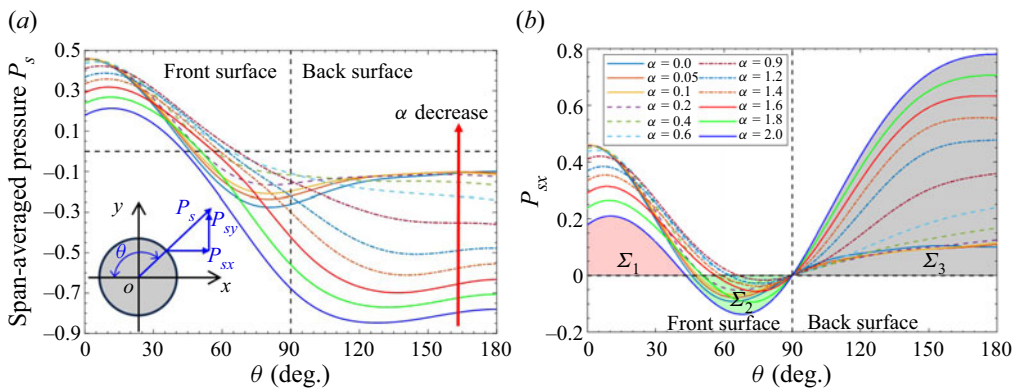 (a)
Span-averaged pressure P_s
0.5
0.3
0.1
−0.1
−0.3
−0.5
−0.7
−0.9
Front surface
Back surface
α decrease
y
P_s
P_sy
P_sx
θ
o
x
0 30 60 90 120 150 180
θ (deg.)
(b)
P_sx
0.8
0.6
0.4
0.2
0
−0.2
α = 0.0
α = 0.05
α = 0.1
α = 0.2
α = 0.4
α = 0.6
α = 0.9
α = 1.2
α = 1.4
α = 1.6
α = 1.8
α = 2.0
Σ_1
Σ_2
Σ_3
Front surface
Back surface
0 30 60 90 120 150 180
θ (deg.)